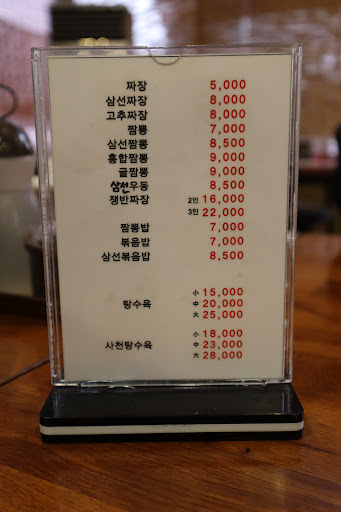 짜장 5,000
삼선짜장 8,000
고추짜장 8,000
짬뽕 7,000
삼선짬뽕 8,500
홍합짬뽕 9,000
굴짬뽕 9,000
삼선우동 8,500
쟁반짜장 2인 16,000
3인 22,000
짬뽕밥 7,000
볶음밥 7,000
삼선볶음밥 8,500
小 15,000
탕수육 中 20,000
大 25,000
小 18,000
사천탕수육 中 23,000
大 28,000